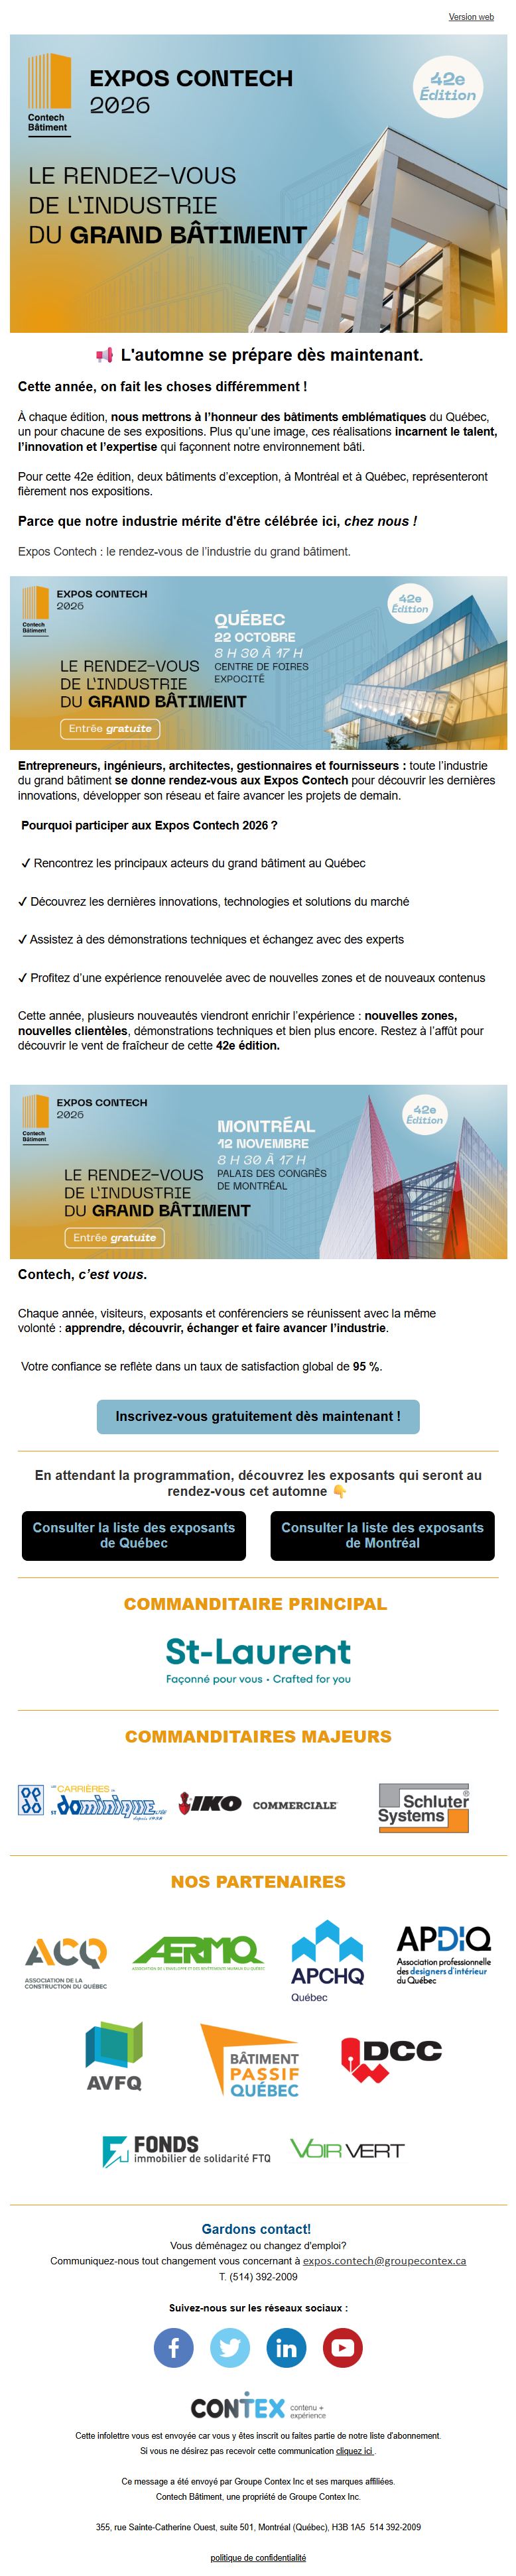 Version web
Contech
Bâtiment
EXPOS CONTECH
2026
42e
Édition
LE RENDEZ-VOUS
DE L'INDUSTRIE
DU GRAND BÂTIMENT
📢 L'automne se prépare dès maintenant.
Cette année, on fait les choses différemment !
À chaque édition, nous mettrons à l'honneur des bâtiments emblématiques du Québec,
un pour chacune de ses expositions. Plus qu'une image, ces réalisations incarnent le talent,
l'innovation et l'expertise qui façonnent notre environnement bâti.
Pour cette 42e édition, deux bâtiments d'exception, à Montréal et à Québec, représenteront
fièrement nos expositions.
Parce que notre industrie mérite d'être célébrée ici, chez nous !
Expos Contech : le rendez-vous de l'industrie du grand bâtiment.
Contech
Bâtiment
EXPOS CONTECH
2026
42e
Édition
QUÉBEC
22 OCTOBRE
8 H 30 À 17 H
CENTRE DE FOIRES
EXPOCITÉ
LE RENDEZ-VOUS
DE L'INDUSTRIE
DU GRAND BÂTIMENT
Entrée gratuite
Entrepreneurs, ingénieurs, architectes, gestionnaires et fournisseurs : toute l'industrie
du grand bâtiment se donne rendez-vous aux Expos Contech pour découvrir les dernières
innovations, développer son réseau et faire avancer les projets de demain.
Pourquoi participer aux Expos Contech 2026 ?
✓ Rencontrez les principaux acteurs du grand bâtiment au Québec
✓ Découvrez les dernières innovations, technologies et solutions du marché
✓ Assistez à des démonstrations techniques et échangez avec des experts
✓ Profitez d'une expérience renouvelée avec de nouvelles zones et de nouveaux contenus
Cette année, plusieurs nouveautés viendront enrichir l'expérience : nouvelles zones,
nouvelles clientèles, démonstrations techniques et bien plus encore. Restez à l'affût pour
découvrir le vent de fraîcheur de cette 42e édition.
Contech
Bâtiment
EXPOS CONTECH
2026
42e
Édition
MONTRÉAL
12 NOVEMBRE
8 H 30 À 17 H
PALAIS DES CONGRÈS
DE MONTRÉAL
LE RENDEZ-VOUS
DE L'INDUSTRIE
DU GRAND BÂTIMENT
Entrée gratuite
Contech, c'est vous.
Chaque année, visiteurs, exposants et conférenciers se réunissent avec la même
volonté : apprendre, découvrir, échanger et faire avancer l'industrie.
Votre confiance se reflète dans un taux de satisfaction global de 95 %.
Inscrivez-vous gratuitement dès maintenant !
En attendant la programmation, découvrez les exposants qui seront au
rendez-vous cet automne 👇
Consulter la liste des exposants
de Québec
Consulter la liste des exposants
de Montréal
COMMANDITAIRE PRINCIPAL
St-Laurent
Façonné pour vous • Crafted for you
COMMANDITAIRES MAJEURS
LES CARRIÈRES DE
ST dominique LTÉE
depuis 1952
IKO COMMERCIALE
Schluter
Systems
NOS PARTENAIRES
ACQ
ASSOCIATION DE LA
CONSTRUCTION DU QUÉBEC
AERMQ
APCHQ
Québec
APDIQ
Association professionnelle
des designers d'intérieur
du Québec
AVFQ
BÂTIMENT
PASSIF
QUÉBEC
DCC
FONDS
immobilier de solidarité FTQ
VOIR VERT
Gardons contact!
Vous déménagez ou changez d'emploi?
Communiquez-nous tout changement vous concernant à expos.contech@groupecontex.ca
T. (514) 392-2009
Suivez-nous sur les réseaux sociaux :
CONTEX contenu +
expérience
Cette infolettre vous est envoyée car vous y êtes inscrit ou faites partie de notre liste d'abonnement.
Si vous ne désirez pas recevoir cette communication cliquez ici .
Ce message a été envoyé par Groupe Contex Inc et ses marques affiliées.
Contech Bâtiment, une propriété de Groupe Contex Inc.
355, rue Sainte-Catherine Ouest, suite 501, Montréal (Québec), H3B 1A5 514 392-2009
politique de confidentialité